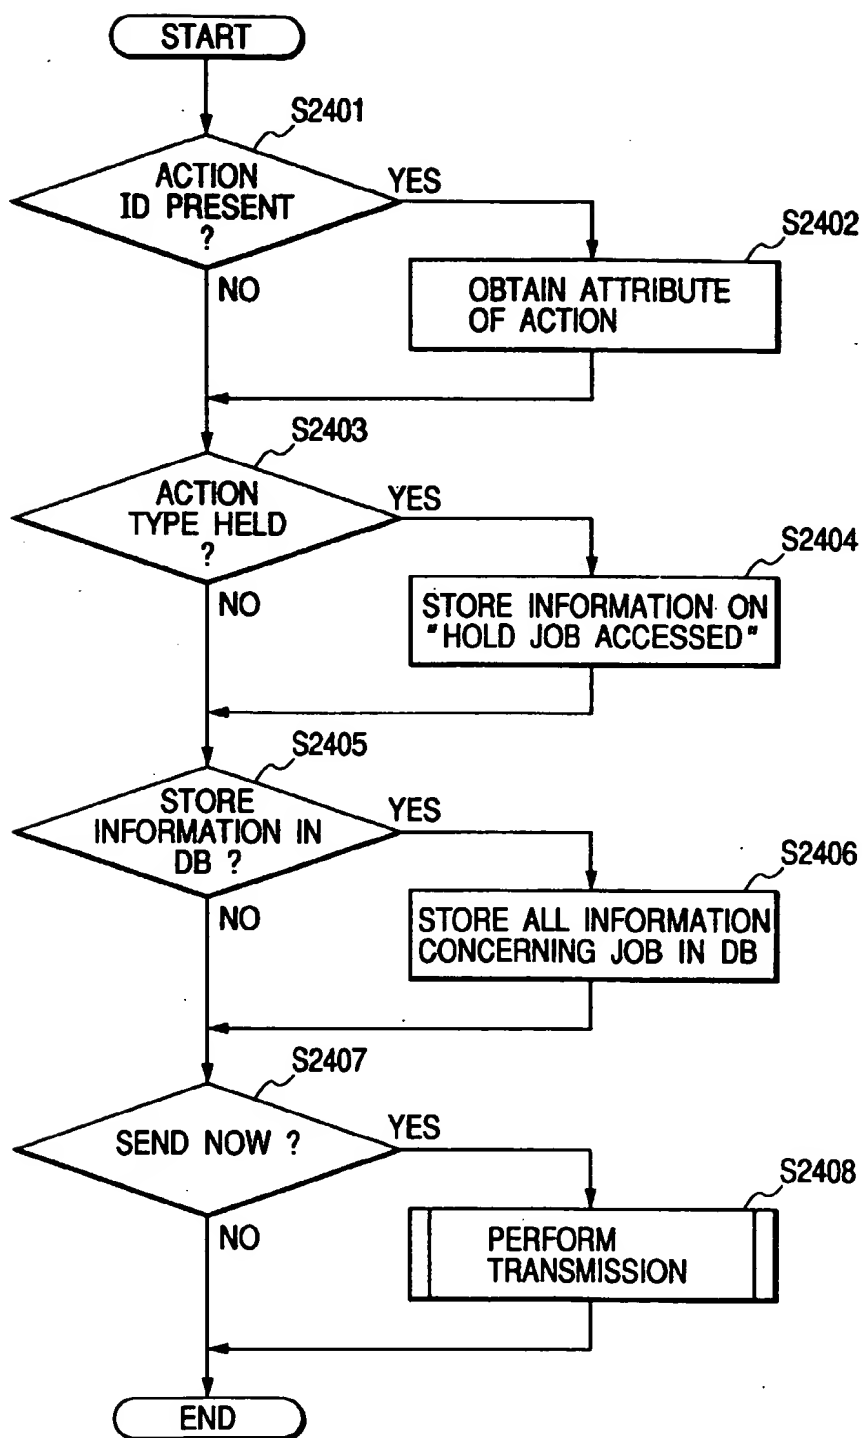 START
S2401
ACTION
ID PRESENT
?
YES
NO
S2402
OBTAIN ATTRIBUTE
OF ACTION
S2403
ACTION
TYPE HELD
?
YES
NO
S2404
STORE INFORMATION ON
"HOLD JOB ACCESSED"
S2405
STORE
INFORMATION IN
DB ?
YES
NO
S2406
STORE ALL INFORMATION
CONCERNING JOB IN DB
S2407
SEND NOW ?
YES
NO
S2408
PERFORM
TRANSMISSION
END